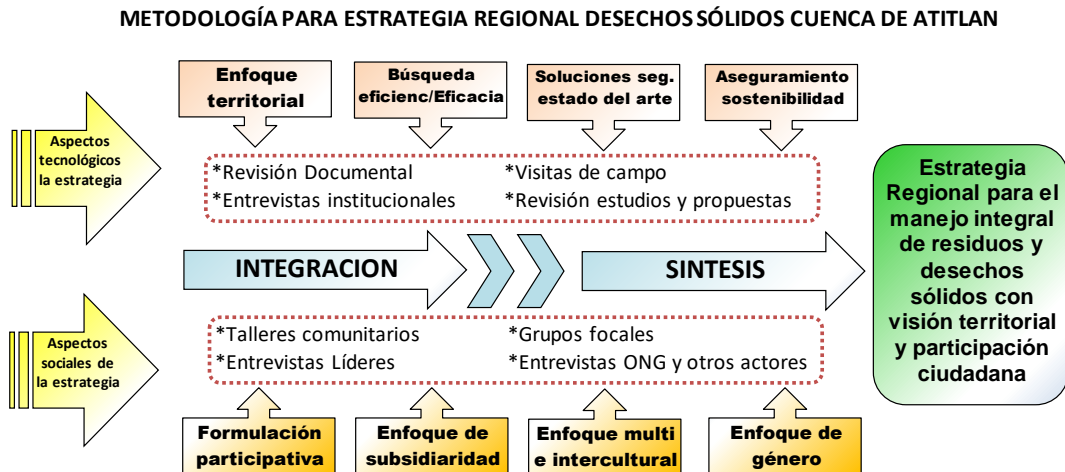 METODOLOGÍA PARA ESTRATEGIA REGIONAL DESECHOS SÓLIDOS CUENCA DE ATITLAN
Enfoque
territorial
Búsqueda
eficienc/Eficacia
Soluciones seg.
estado del arte
Aseguramiento
sostenibilidad
Aspectos
tecnológicos
la estrategia
*Revisión Documental
*Entrevistas institucionales
*Visitas de campo
*Revisión estudios y propuestas
INTEGRACION
SINTESIS
Estrategia
Regional para el
manejo integral
de residuos y
desechos
sólidos con
visión territorial
y participación
ciudadana
Aspectos
sociales de
la estrategia
*Talleres comunitarios
*Entrevistas Líderes
*Grupos focales
*Entrevistas ONG y otros actores
Formulación
participativa
Enfoque de
subsidiaridad
Enfoque multi
e intercultural
Enfoque de
género